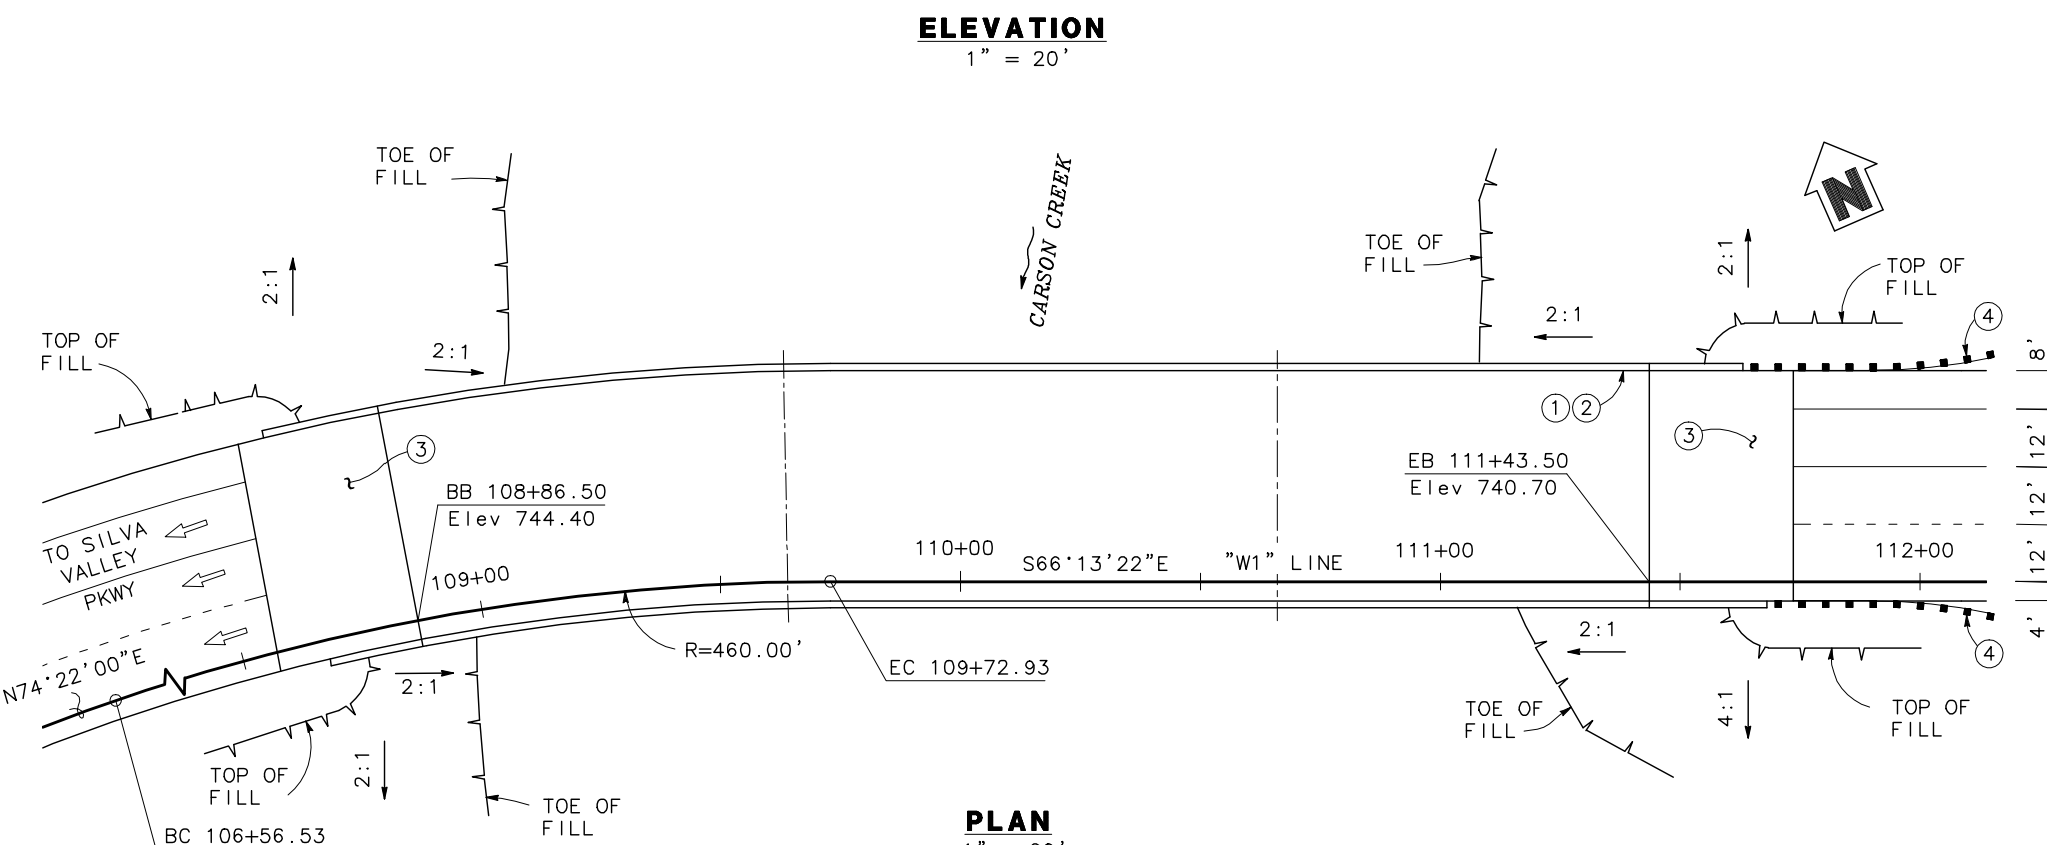 ELEVATION
1" = 20'
TOE OF
FILL
CARSON CREEK
N
TOE OF
FILL
2:1
2:1
TOP OF
FILL
TOP OF
FILL
2:1
2:1
4
8'
1 2
3
3
12'
12'
12'
4'
EB 111+43.50
Elev 740.70
BB 108+86.50
Elev 744.40
TO SILVA
VALLEY
PKWY
109+00
110+00
S66°13'22"E
"W1" LINE
111+00
112+00
N74°22'00"E
R=460.00'
EC 109+72.93
2:1
2:1
4
4:1
TOE OF
FILL
TOP OF
FILL
2:1
TOP OF
FILL
TOE OF
FILL
BC 106+56.53
PLAN